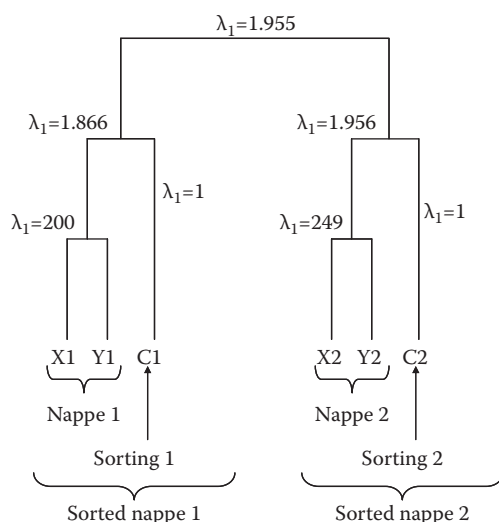 λ₁=1.955
λ₁=1.866
λ₁=1.956
λ₁=1
λ₁=1
λ₁=200
λ₁=249
X1 Y1 C1
X2 Y2 C2
Nappe 1
Nappe 2
Sorting 1
Sorting 2
Sorted nappe 1
Sorted nappe 2